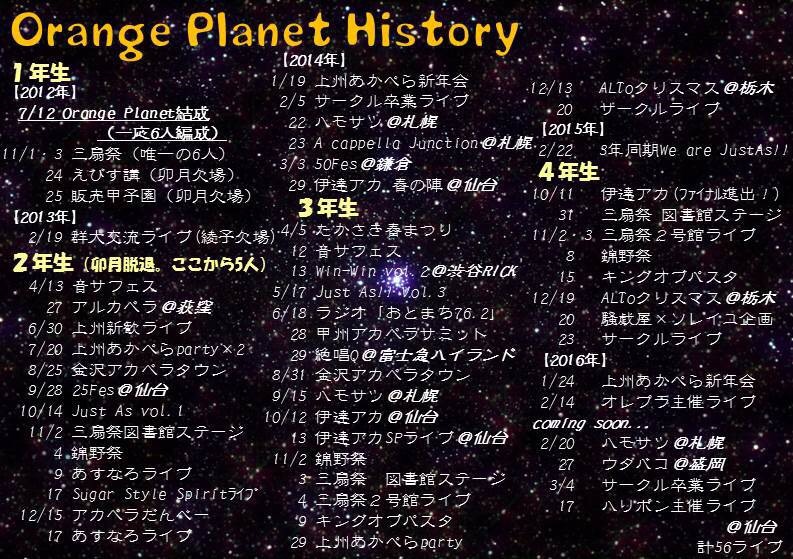 Orange Planet History
1年生
【2012年】
7/12 Orange Planet結成
（一応6人編成）
11/1・3 三扇祭（唯一の6人）
24 えびす講（卯月欠場）
25 販売甲子園（卯月欠場）
【2013年】
2/19 群大交流ライブ(綾子欠場)
2年生（卯月脱退。ここから5人）
4/13 音サフェス
27 アルカペラ＠荻窪
6/30 上州新歓ライブ
7/20 上州あかぺらparty×2
8/25 金沢アカペラタウン
9/28 25Fes＠仙台
10/14 Just As vol.1
11/2 三扇祭図書館ステージ
4 錦野祭
9 あすなろライブ
17 Sugar Style Spiritライブ
12/15 アカペラだんべー
17 あすなろライブ
【2014年】
1/19 上州あかぺら新年会
2/5 サークル卒業ライブ
22 ハモサツ＠札幌
23 A cappella Junction＠札幌
3/3 50Fes＠鎌倉
29 伊達アカ 春の陣＠仙台
3年生
4/5 たかさき春まつり
12 音サフェス
13 Win-Win vol.2＠渋谷RICK
5/17 Just As!! Vol.3
6/18 ラジオ「おとまち76.2」
28 甲州アカペラサミット
29 絶唱Q＠富士急ハイランド
8/31 金沢アカペラタウン
9/15 ハモサツ＠札幌
10/12 伊達アカ＠仙台
13 伊達アカSPライブ＠仙台
11/2 錦野祭
3 三扇祭　図書館ステージ
4 三扇祭２号館ライブ
9 キングオブパスタ
29 上州あかぺらparty
12/13 ALToクリスマス＠栃木
20 サークルライブ
【2015年】
2/22 3年同期We are JustAs!!
4年生
10/11 伊達アカ(ファイナル進出！)
31 三扇祭 図書館ステージ
11/2・3 三扇祭２号館ライブ
8 錦野祭
15 キングオブパスタ
12/19 ALToクリスマス＠栃木
20 騒戯屋×ソレイユ企画
23 サークルライブ
【2016年】
1/24 上州あかぺら新年会
2/14 オレプラ主催ライブ
coming soon...
2/20 ハモサツ＠札幌
27 ウタバコ＠盛岡
3/4 サークル卒業ライブ
17 ハリポン主催ライブ
＠仙台
計56ライブ